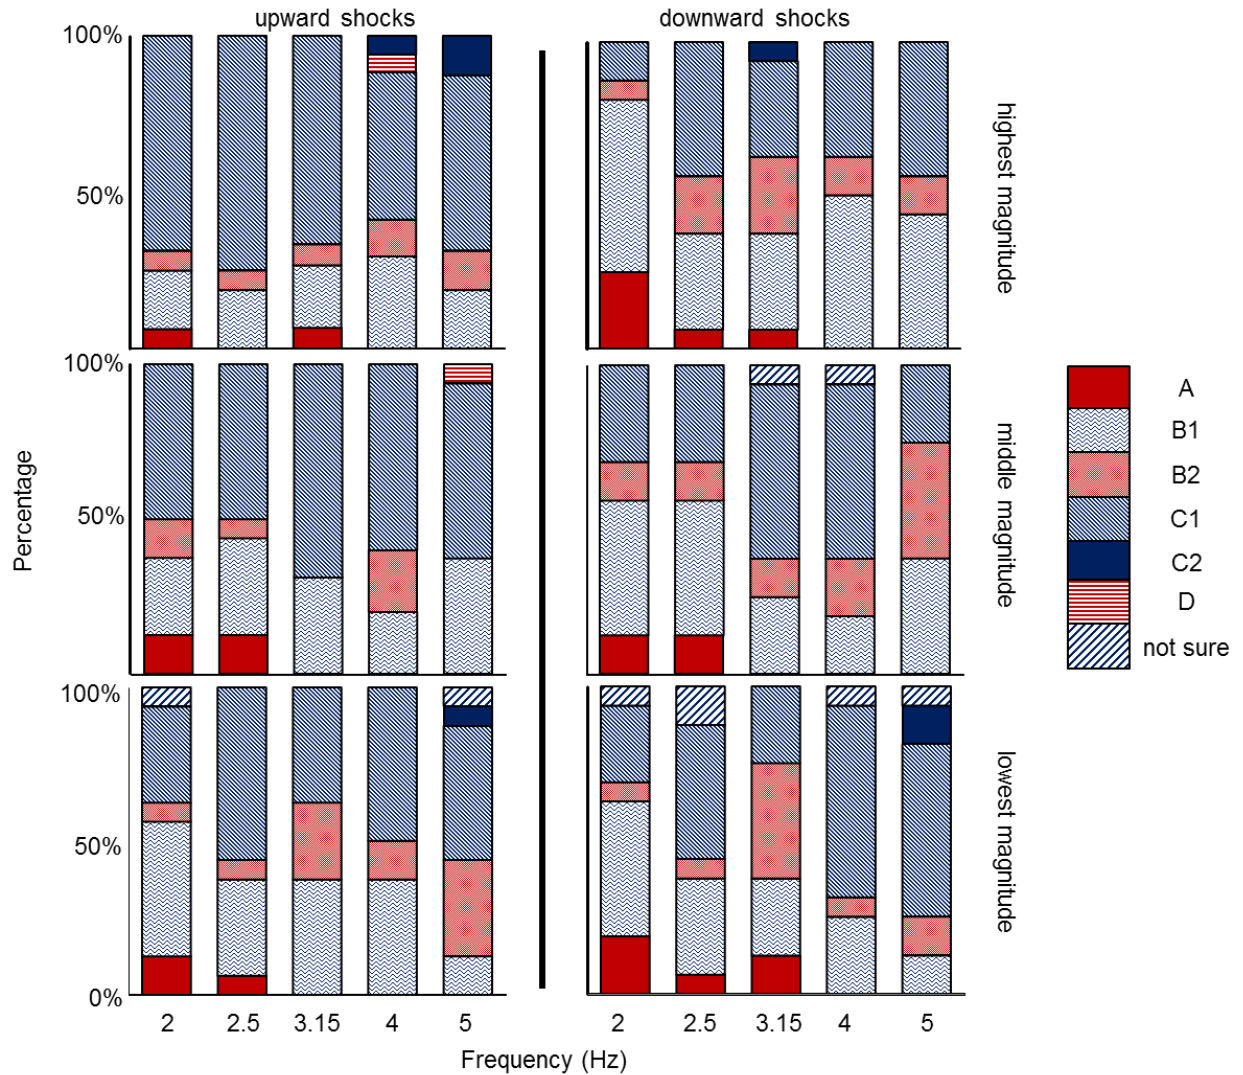 upward shocks
downward shocks
100%
50%
highest magnitude
100%
50%
middle magnitude
100%
50%
0%
lowest magnitude
Percentage
2 2.5 3.15 4 5
2 2.5 3.15 4 5
Frequency (Hz)
A
B1
B2
C1
C2
D
not sure